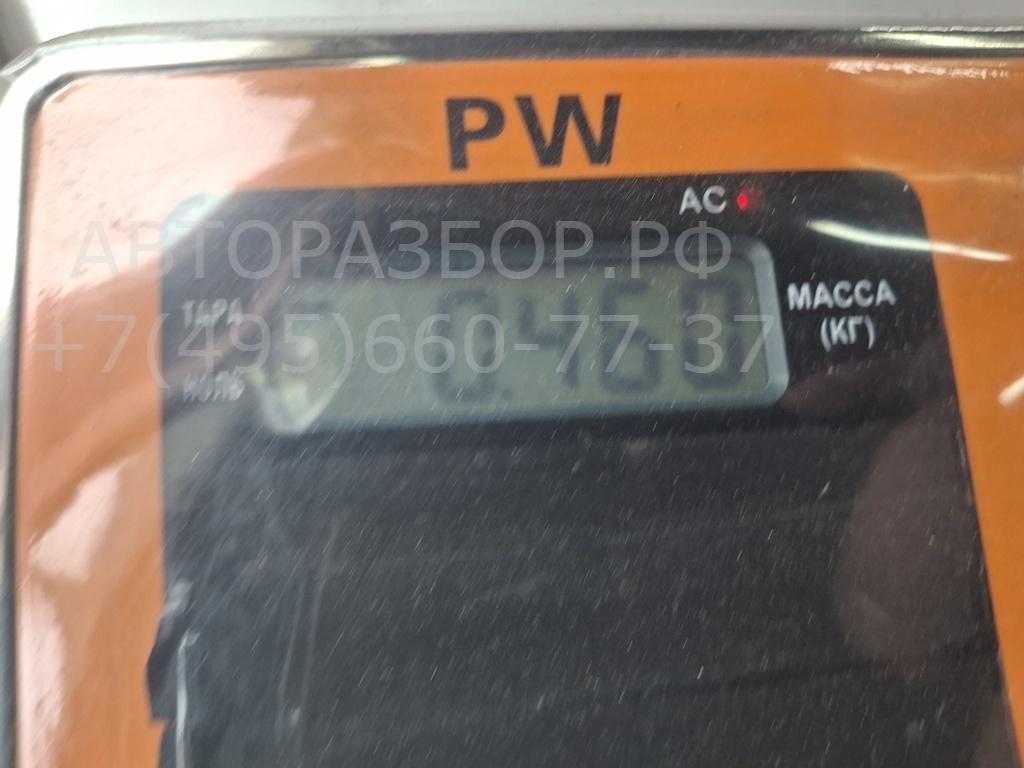 PW
AC
АВТОРАЗБОР.РФ
ТАРА
0.460
МАССА
(КГ)
+7(495)660-77-37
НОЛЬ